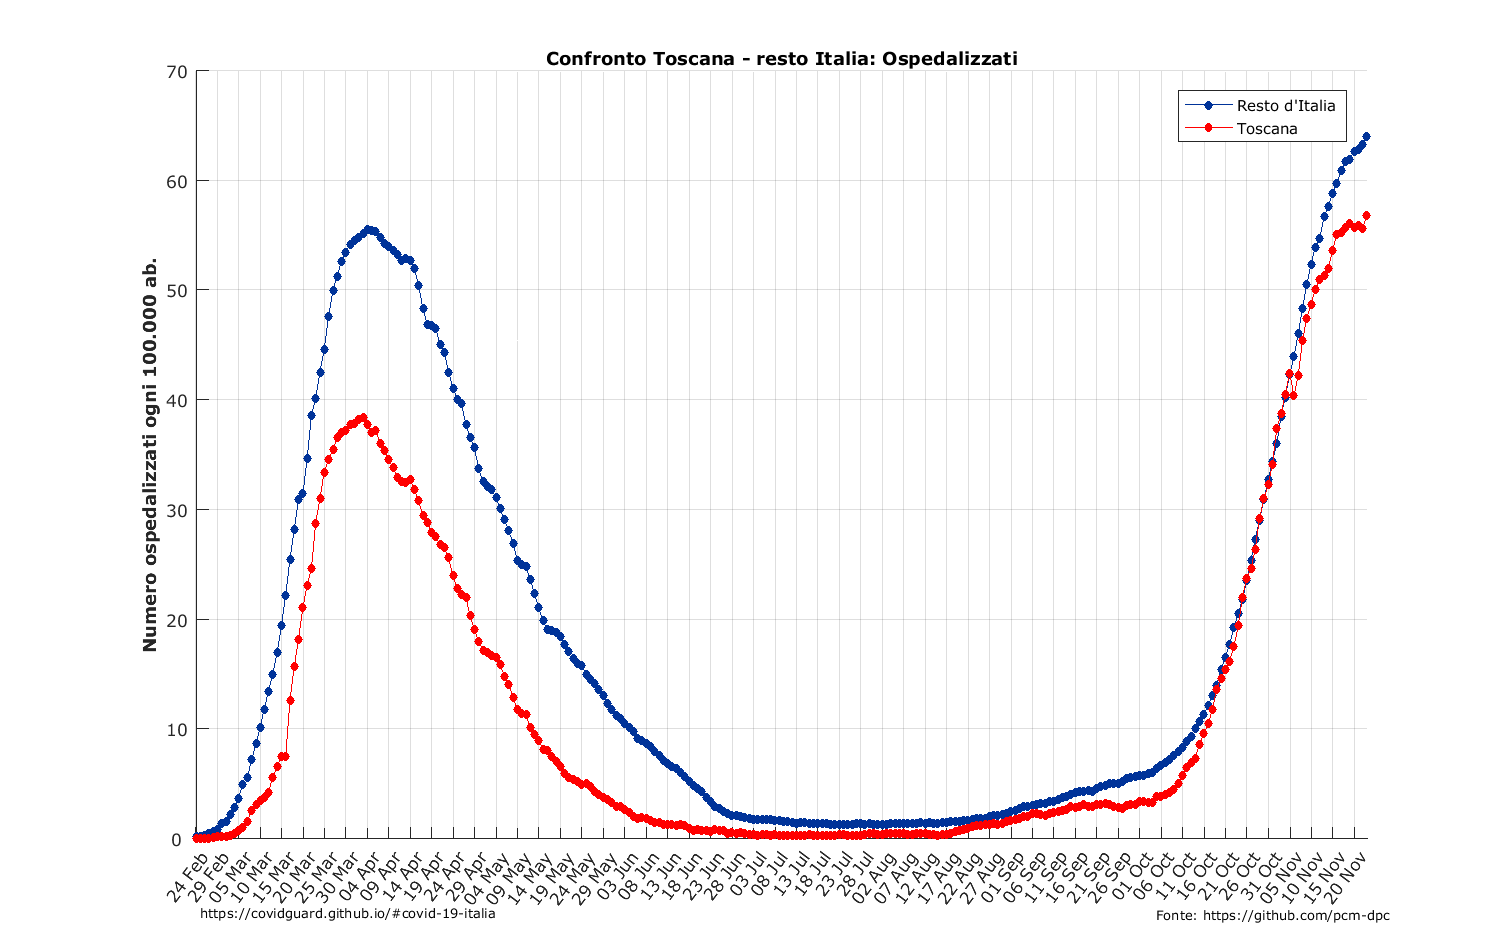 Confronto Toscana - resto Italia: Ospedalizzati
Resto d'Italia
Toscana
Numero ospedalizzati ogni 100.000 ab.
70
60
50
40
30
20
10
0
24 Feb
29 Feb
05 Mar
10 Mar
15 Mar
20 Mar
25 Mar
30 Mar
04 Apr
09 Apr
14 Apr
19 Apr
24 Apr
29 Apr
04 May
09 May
14 May
19 May
24 May
29 May
03 Jun
08 Jun
13 Jun
18 Jun
23 Jun
28 Jun
03 Jul
08 Jul
13 Jul
18 Jul
23 Jul
28 Jul
02 Aug
07 Aug
12 Aug
17 Aug
22 Aug
27 Aug
01 Sep
06 Sep
11 Sep
16 Sep
21 Sep
26 Sep
01 Oct
06 Oct
11 Oct
16 Oct
21 Oct
26 Oct
31 Oct
05 Nov
10 Nov
15 Nov
20 Nov
https://covidguard.github.io/#covid-19-italia
Fonte: https://github.com/pcm-dpc